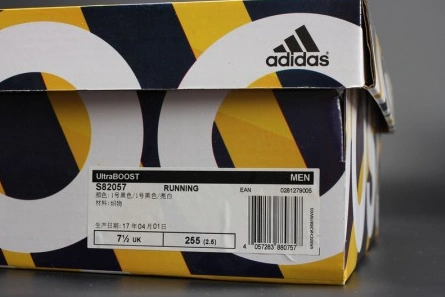 adidas
UltraBOOST MEN
S82057 RUNNING EAN 0281279005
颜色: 1号黑色/1号黑色/亮白
材料: 织物
生产日期: 17 年04月01日
7½ UK 255 (2.5)
4 057283 880757